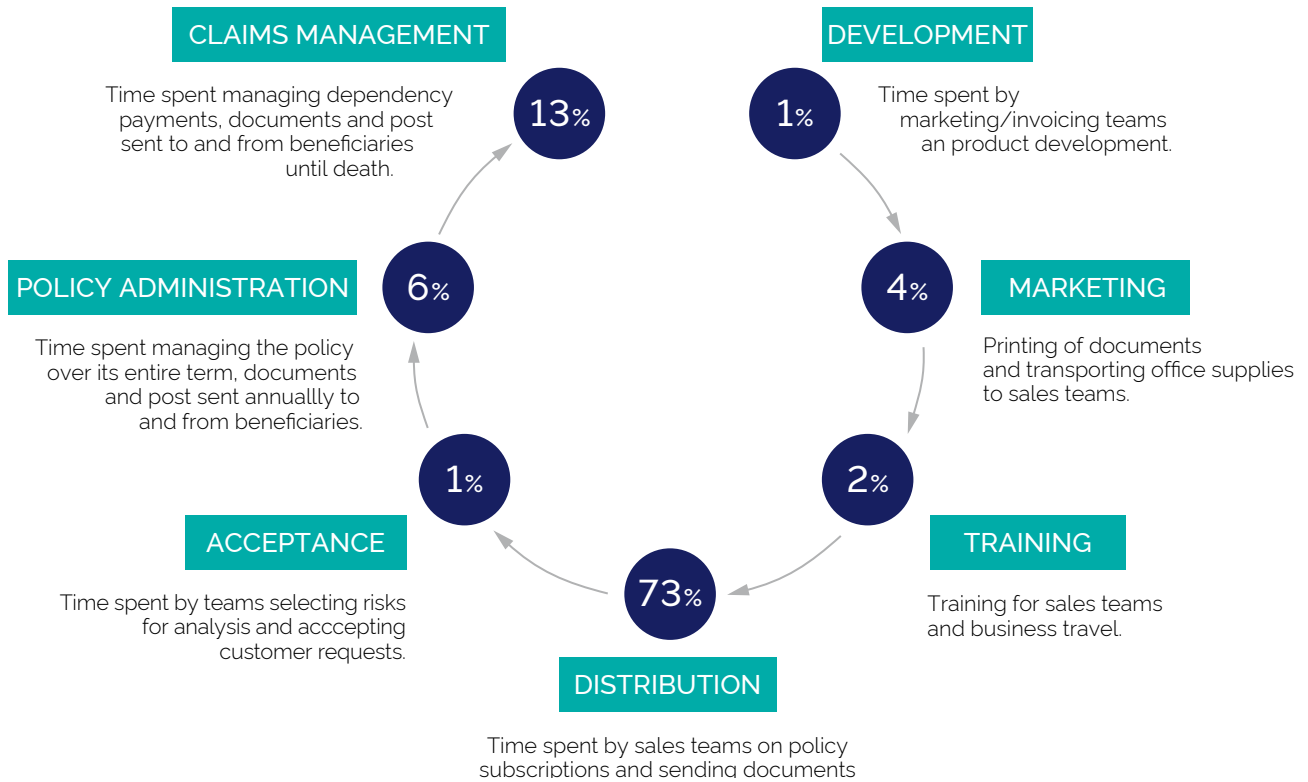 DEVELOPMENT
1%
Time spent by
marketing/invoicing teams
an product development.
4%
MARKETING
Printing of documents
and transporting office supplies
to sales teams.
2%
TRAINING
Training for sales teams
and business travel.
73%
DISTRIBUTION
Time spent by sales teams on policy
subscriptions and sending documents
1%
ACCEPTANCE
Time spent by teams selecting risks
for analysis and acccepting
customer requests.
6%
POLICY ADMINISTRATION
Time spent managing the policy
over its entire term, documents
and post sent annuallly to
and from beneficiaries.
13%
CLAIMS MANAGEMENT
Time spent managing dependency
payments, documents and post
sent to and from beneficiaries
until death.